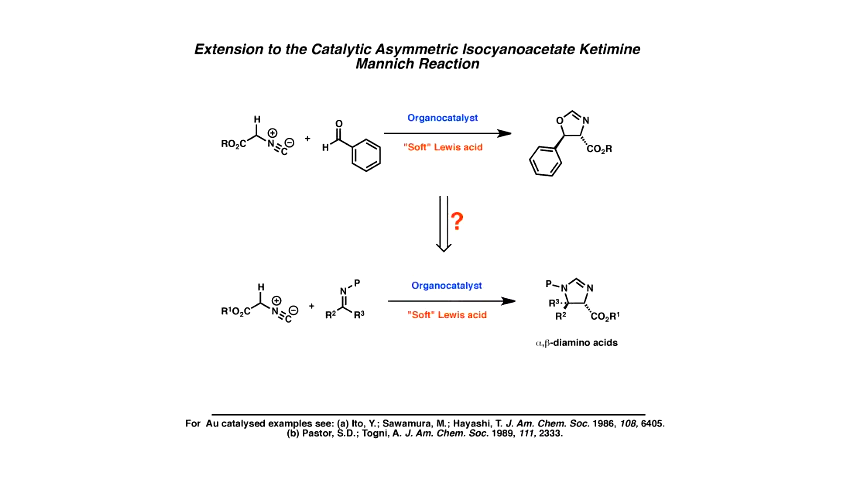 Extension to the Catalytic Asymmetric Isocyanoacetate Ketimine
Mannich Reaction
H
RO₂C
N⊕
C⊖
+
O
H
Organocatalyst
"Soft" Lewis acid
O
N
CO₂R
?
H
R¹O₂C
N⊕
C⊖
+
N
P
R²
R³
Organocatalyst
"Soft" Lewis acid
P
N
N
R³
R²
CO₂R¹
α,β-diamino acids
For Au catalysed examples see: (a) Ito, Y.; Sawamura, M.; Hayashi, T. J. Am. Chem. Soc. 1986, 108, 6405.
(b) Pastor, S.D.; Togni, A. J. Am. Chem. Soc. 1989, 111, 2333.